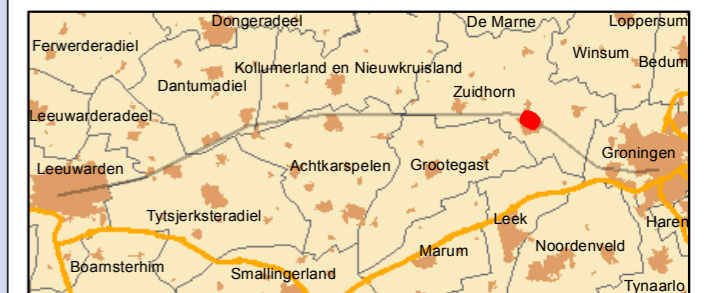 Dongeradeel
De Marne
Loppersum
Ferwerderadiel
Winsum
Bedum
Kollumerland en Nieuwkruisland
Dantumadiel
Zuidhorn
Leeuwarderadeel
Groningen
Leeuwarden
Achtkarspelen
Grootegast
Tytsjerksteradiel
Leek
Haren
Marum
Noordenveld
Boarnsterhim
Smallingerland
Tynaarlo